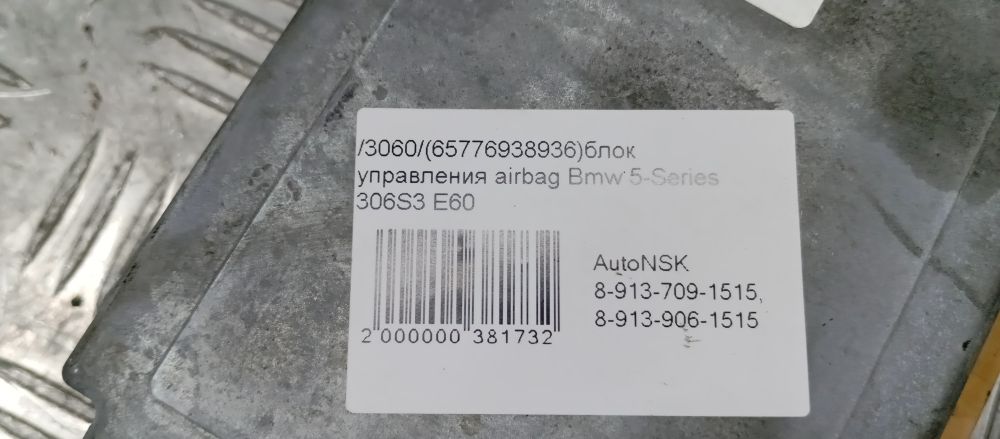 /3060/(65776938936)блок
управления airbag Bmw 5-Series
306S3 E60
AutoNSK
8-913-709-1515,
8-913-906-1515
2 000000 381732